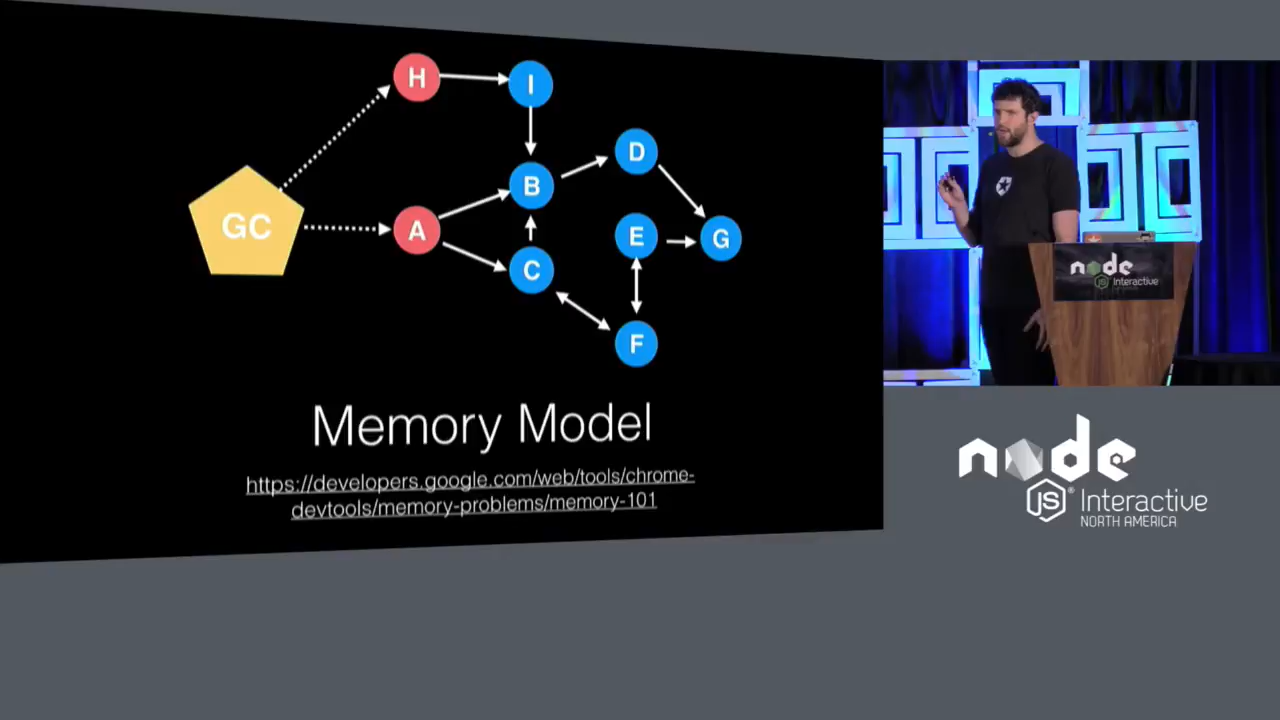 H
I
D
B
GC
A
E
G
C
F
Memory Model
https://developers.google.com/web/tools/chrome-
devtools/memory-problems/memory-101
node
JS Interactive
node
JS® Interactive
NORTH AMERICA